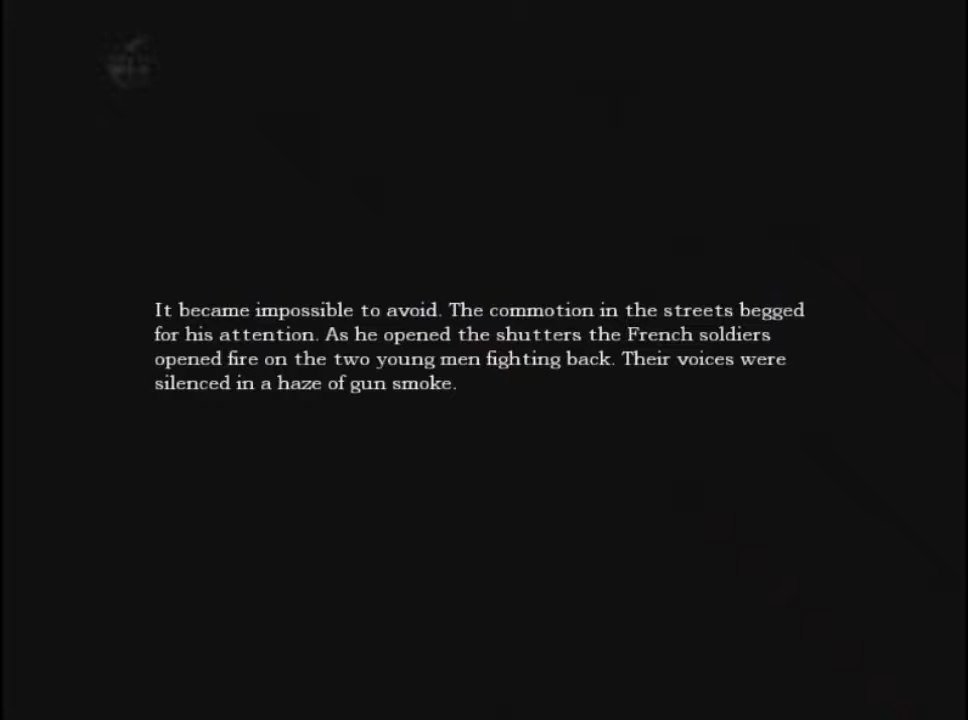 It became impossible to avoid. The commotion in the streets begged
for his attention. As he opened the shutters the French soldiers
opened fire on the two young men fighting back. Their voices were
silenced in a haze of gun smoke.